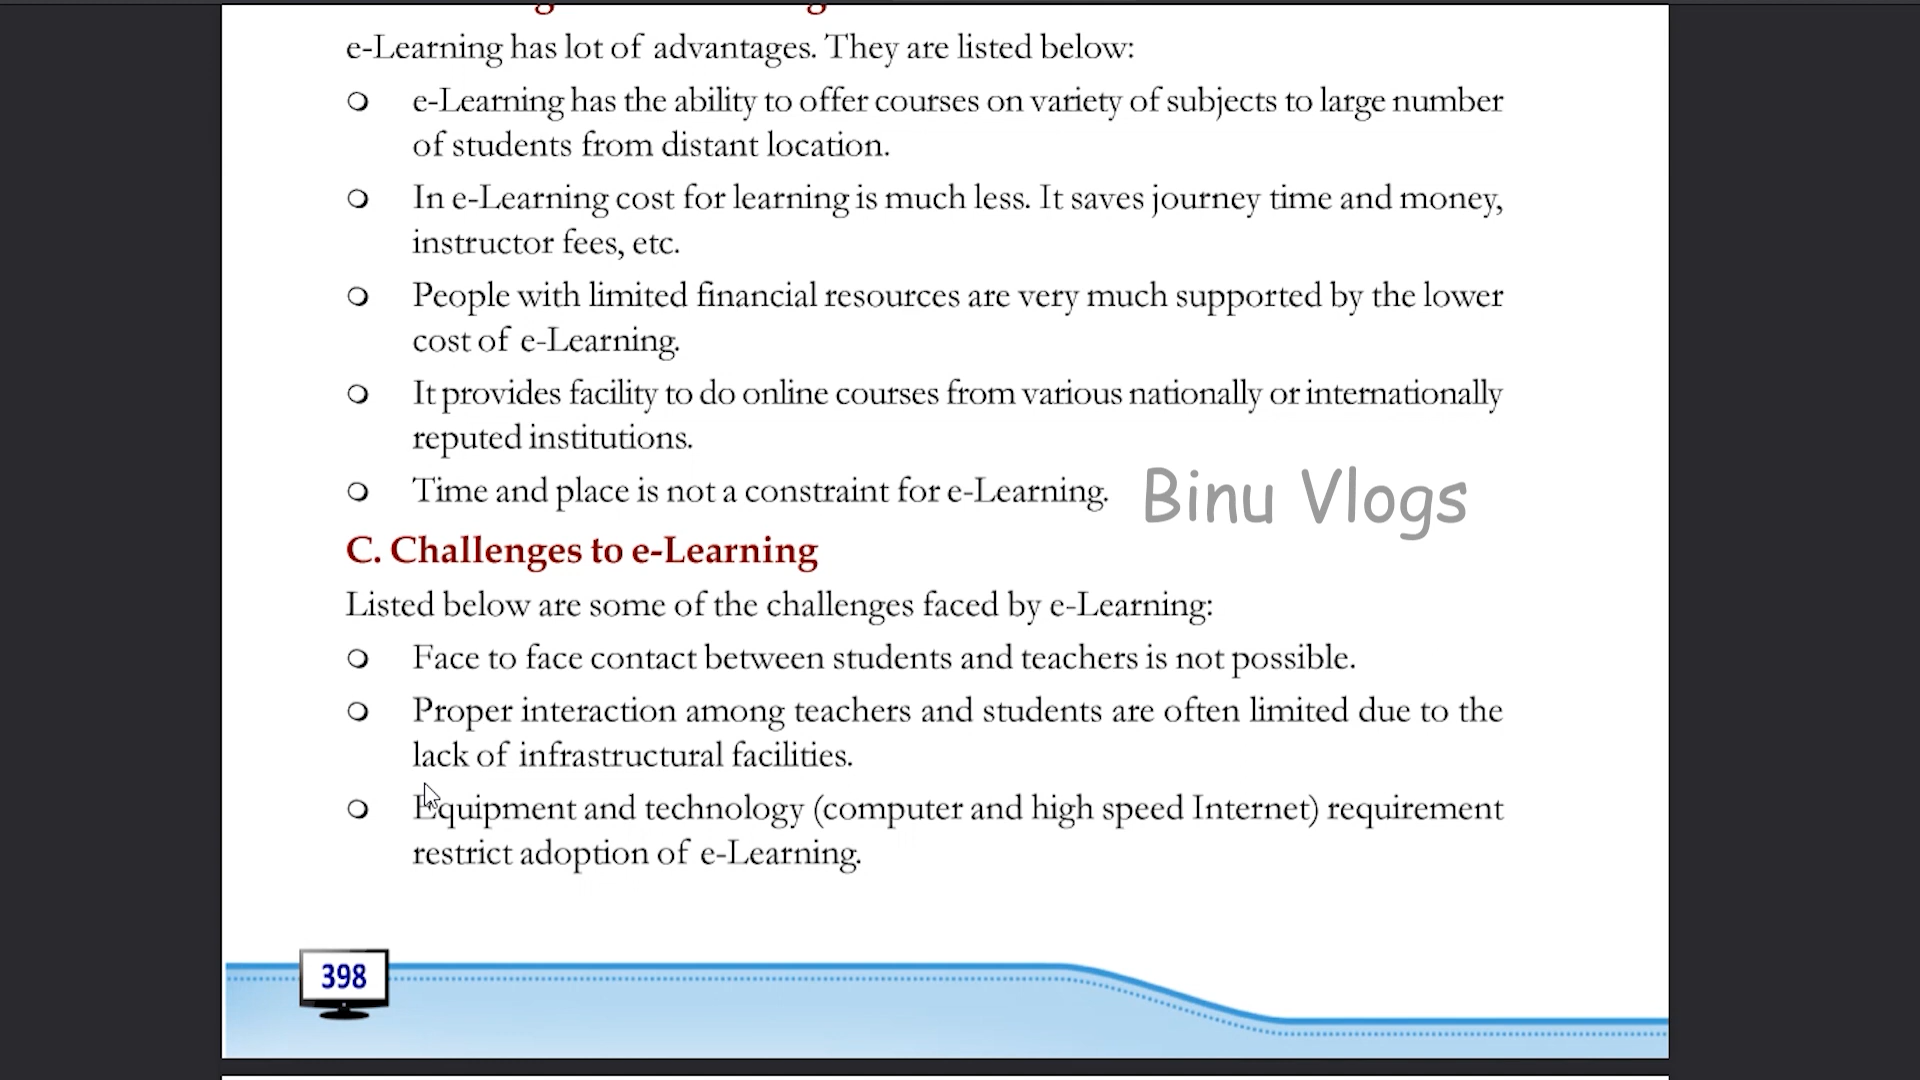 e-Learning has lot of advantages. They are listed below:
e-Learning has the ability to offer courses on variety of subjects to large number
of students from distant location.
In e-Learning cost for learning is much less. It saves journey time and money,
instructor fees, etc.
People with limited financial resources are very much supported by the lower
cost of e-Learning.
It provides facility to do online courses from various nationally or internationally
reputed institutions.
Time and place is not a constraint for e-Learning.
Binu Vlogs
C. Challenges to e-Learning
Listed below are some of the challenges faced by e-Learning:
Face to face contact between students and teachers is not possible.
Proper interaction among teachers and students are often limited due to the
lack of infrastructural facilities.
Equipment and technology (computer and high speed Internet) requirement
restrict adoption of e-Learning.
398